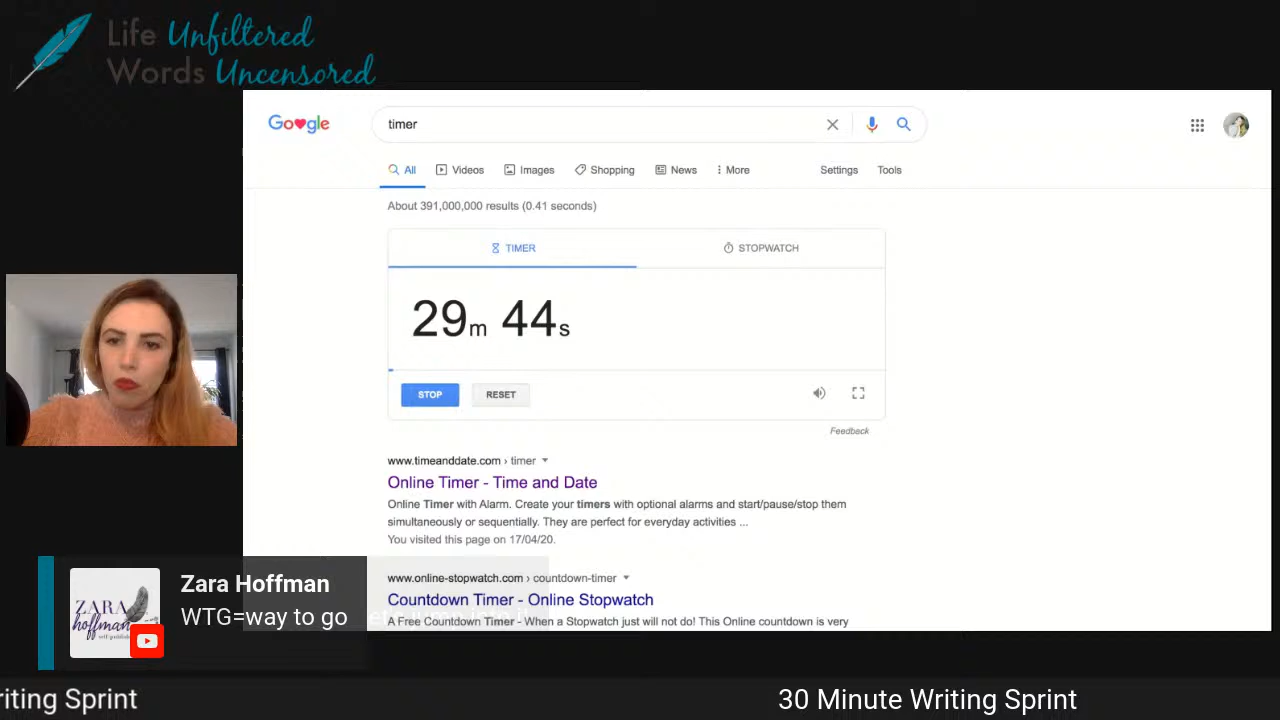 Life Unfiltered
Words Uncensored
Google
timer
All
Videos
Images
Shopping
News
More
Settings
Tools
About 391,000,000 results (0.41 seconds)
TIMER
STOPWATCH
29m 44s
STOP
RESET
Feedback
www.timeanddate.com › timer
Online Timer - Time and Date
Online Timer with Alarm. Create your timers with optional alarms and start/pause/stop them
simultaneously or sequentially. They are perfect for everyday activities ...
You visited this page on 17/04/20.
www.online-stopwatch.com › countdown-timer
Countdown Timer - Online Stopwatch
A Free Countdown Timer - When a Stopwatch just will not do! This Online countdown is very
Zara Hoffman
WTG=way to go
ZARA
hoffman
riting Sprint
30 Minute Writing Sprint